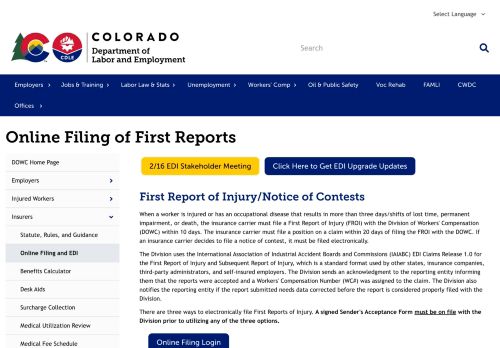 Select Language
COLORADO
Department of
Labor and Employment
CDLE
Search
Employers
Jobs & Training
Labor Law & Stats
Unemployment
Workers' Comp
Oil & Public Safety
Voc Rehab
FAMLI
CWDC
Offices
Online Filing of First Reports
DOWC Home Page
Employers
Injured Workers
Insurers
Statute, Rules, and Guidance
Online Filing and EDI
Benefits Calculator
Desk Aids
Surcharge Collection
Medical Utilization Review
Medical Fee Schedule
2/16 EDI Stakeholder Meeting
Click Here to Get EDI Upgrade Updates
First Report of Injury/Notice of Contests
When a worker is injured or has an occupational disease that results in more than three days/shifts of lost time, permanent
impairment, or death, the insurance carrier must file a First Report of Injury (FROI) with the Division of Workers' Compensation
(DOWC) within 10 days. The insurance carrier must file a position on a claim within 20 days of filing the FROI with the DOWC. If
an insurance carrier decides to file a notice of contest, it must be filed electronically.
The Division uses the International Association of Industrial Accident Boards and Commissions (IAIABC) EDI Claims Release 1.0 for
the First Report of Injury and Subsequent Report of Injury, which is a standard format used by other states, insurance companies,
third-party administrators, and self-insured employers. The Division sends an acknowledgment to the reporting entity informing
them that the reports were accepted and a Workers' Compensation Number (WC#) was assigned to the claim. The Division also
notifies the reporting entity if the report submitted needs data corrected before the report is considered properly filed with the
Division.
There are three ways to electronically file First Reports of Injury. A signed Sender's Acceptance Form must be on file with
the Division prior to utilizing any of the three options.
Online Filing Login